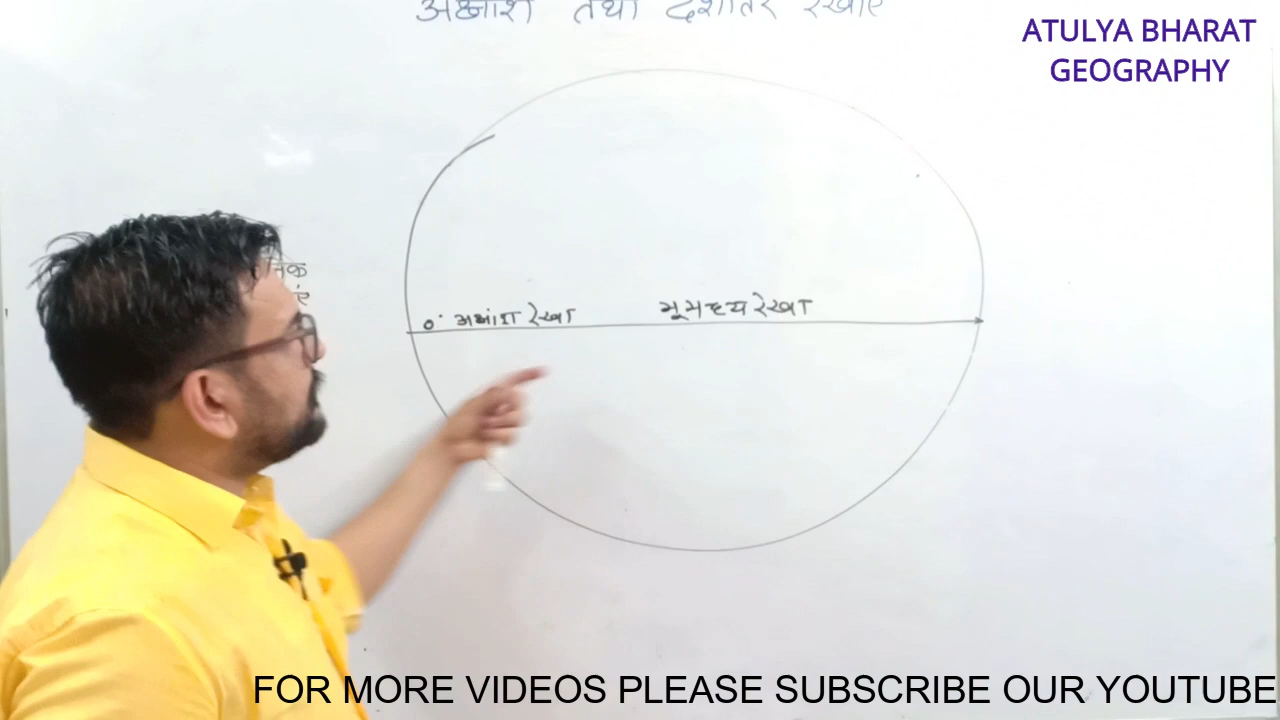 अक्षांश तथा देशांतर रेखाएं
ATULYA BHARAT
GEOGRAPHY
0° अक्षांश रेखा भूमध्य रेखा
FOR MORE VIDEOS PLEASE SUBSCRIBE OUR YOUTUBE